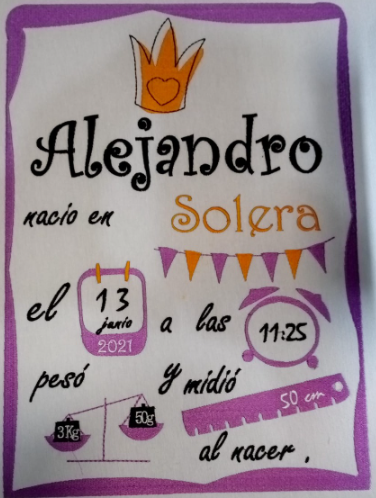 Alejandro
nacio en Solera
el 13 junio 2021 a las 11:25
pesó y midió
3Kg 50g 50 cm
al nacer.